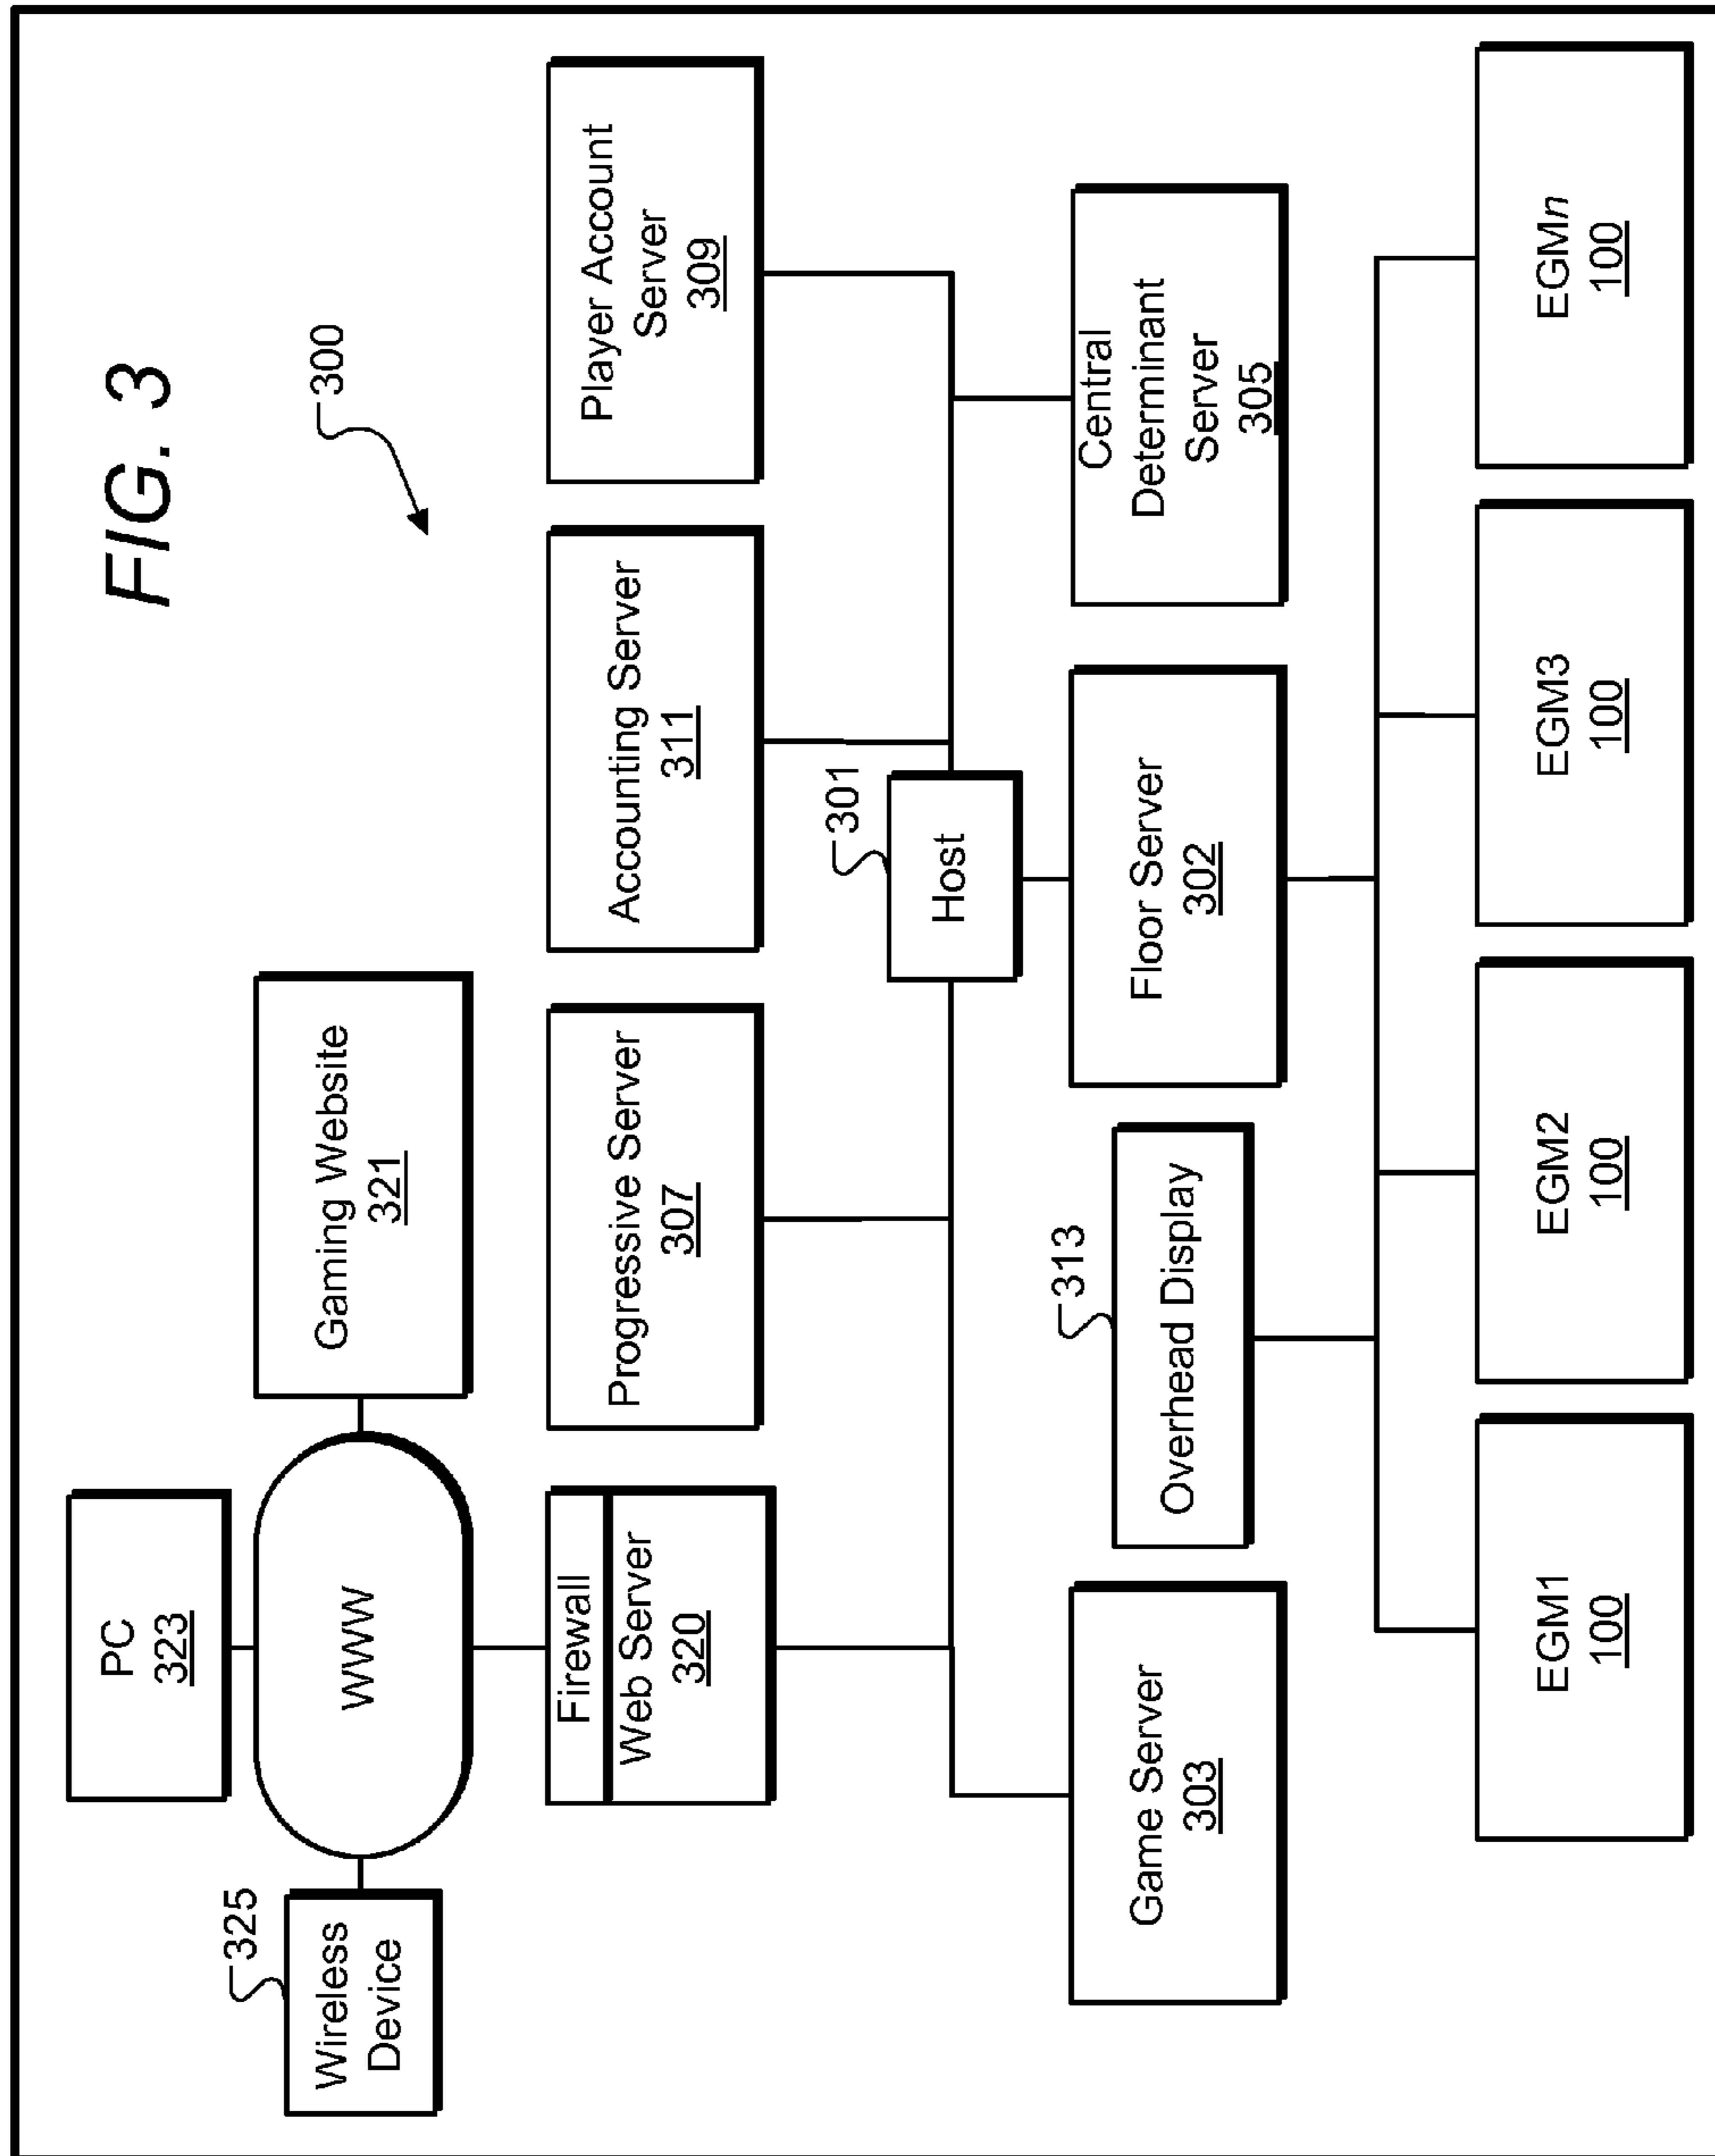 FIG. 3
300
PC
323
Wireless
Device
325
WWW
Gaming Website
321
Firewall
Web Server
320
Progressive Server
307
Accounting Server
311
Player Account
Server
309
301
Host
Game Server
303
313
Overhead Display
Floor Server
302
Central
Determinant
Server
305
EGM1
100
EGM2
100
EGM3
100
EGMn
100